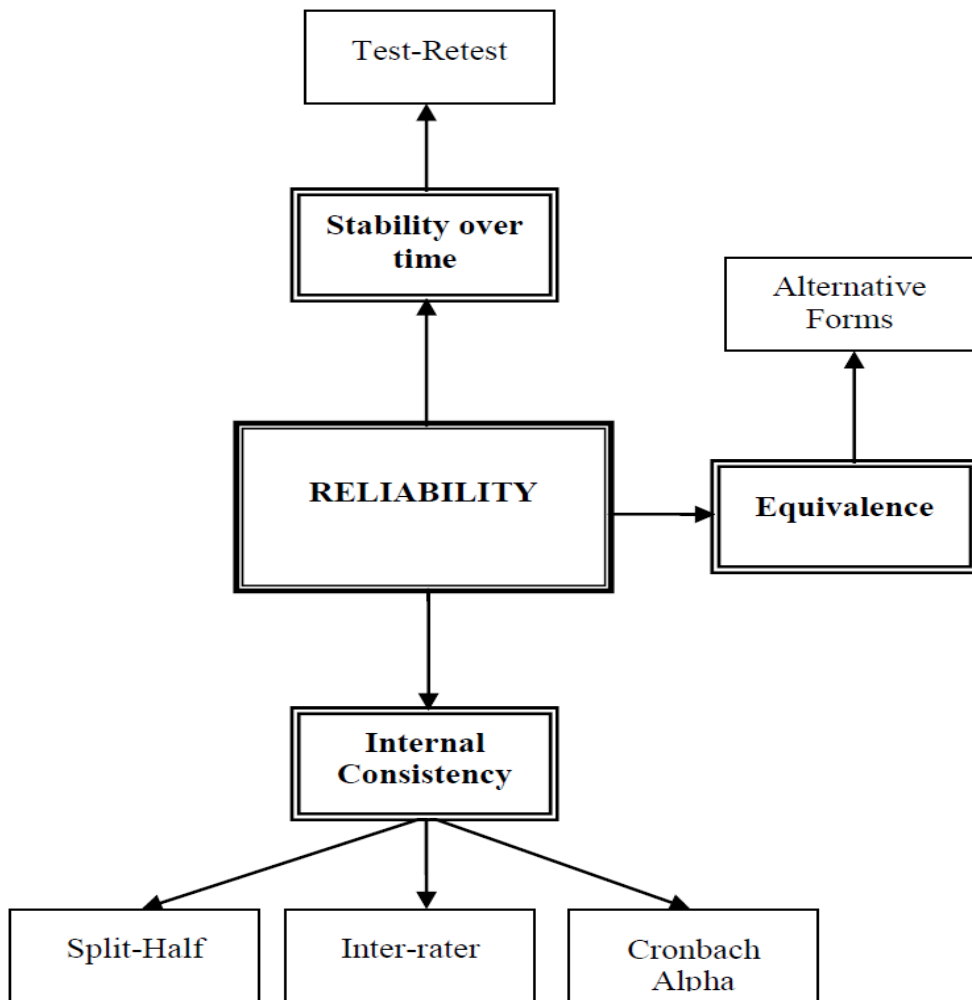 Test-Retest
Stability over
time
Alternative
Forms
RELIABILITY
Equivalence
Internal
Consistency
Split-Half
Inter-rater
Cronbach
Alpha